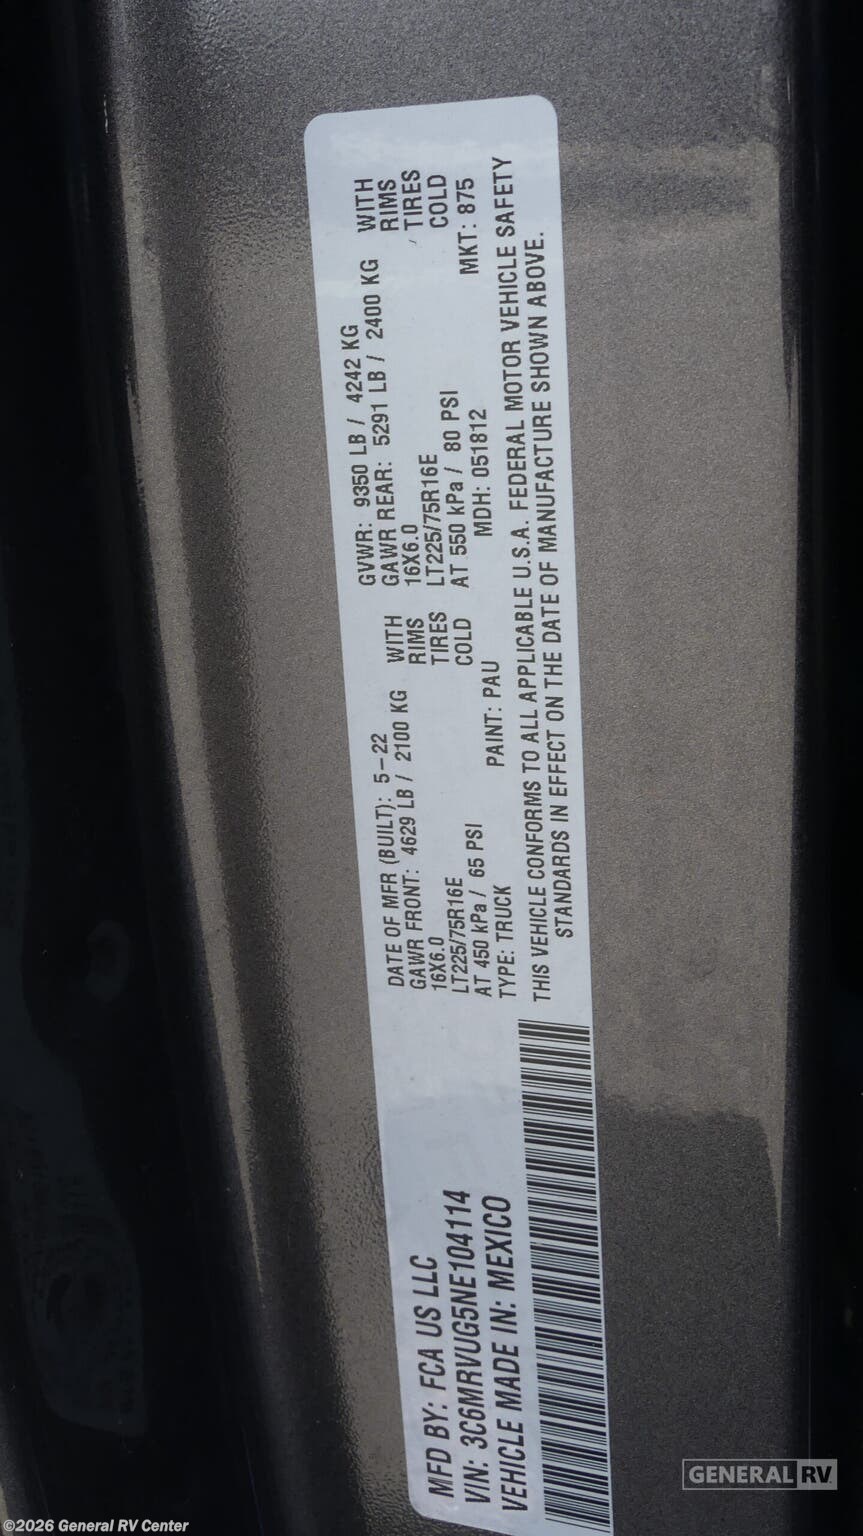 MFD BY: FCA US LLC
VIN: 3C6MRVUG5NE104114
VEHICLE MADE IN: MEXICO
DATE OF MFR (BUILT): 5-22
GAWR FRONT: 4629 LB / 2100 KG WITH
16X6.0 RIMS
LT225/75R16E TIRES
AT 450 kPa / 65 PSI COLD
TYPE: TRUCK PAINT: PAU
GVWR: 9350 LB / 4242 KG
GAWR REAR: 5291 LB / 2400 KG WITH
16X6.0 RIMS
LT225/75R16E TIRES
AT 550 kPa / 80 PSI COLD
MDH: 051812 MKT: 875
THIS VEHICLE CONFORMS TO ALL APPLICABLE U.S.A. FEDERAL MOTOR VEHICLE SAFETY
STANDARDS IN EFFECT ON THE DATE OF MANUFACTURE SHOWN ABOVE.
GENERAL RV
©2026 General RV Center